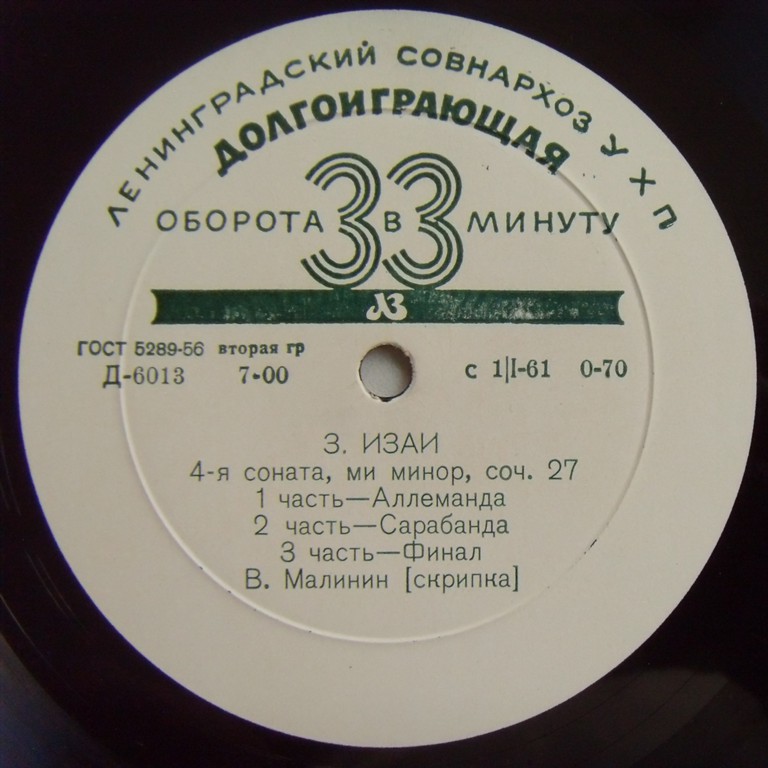 ЛЕНИНГРАДСКИЙ СОВНАРХОЗ УХП
ДОЛГОИГРАЮЩАЯ
ОБОРОТА 33 В МИНУТУ
ЛЗ
ГОСТ 5289-56 вторая гр
Д-6013 7-00 с 1|I-61 0-70
З. ИЗАИ
4-я соната, ми минор, соч. 27
1 часть—Аллеманда
2 часть—Сарабанда
3 часть—Финал
В. Малинин [скрипка]